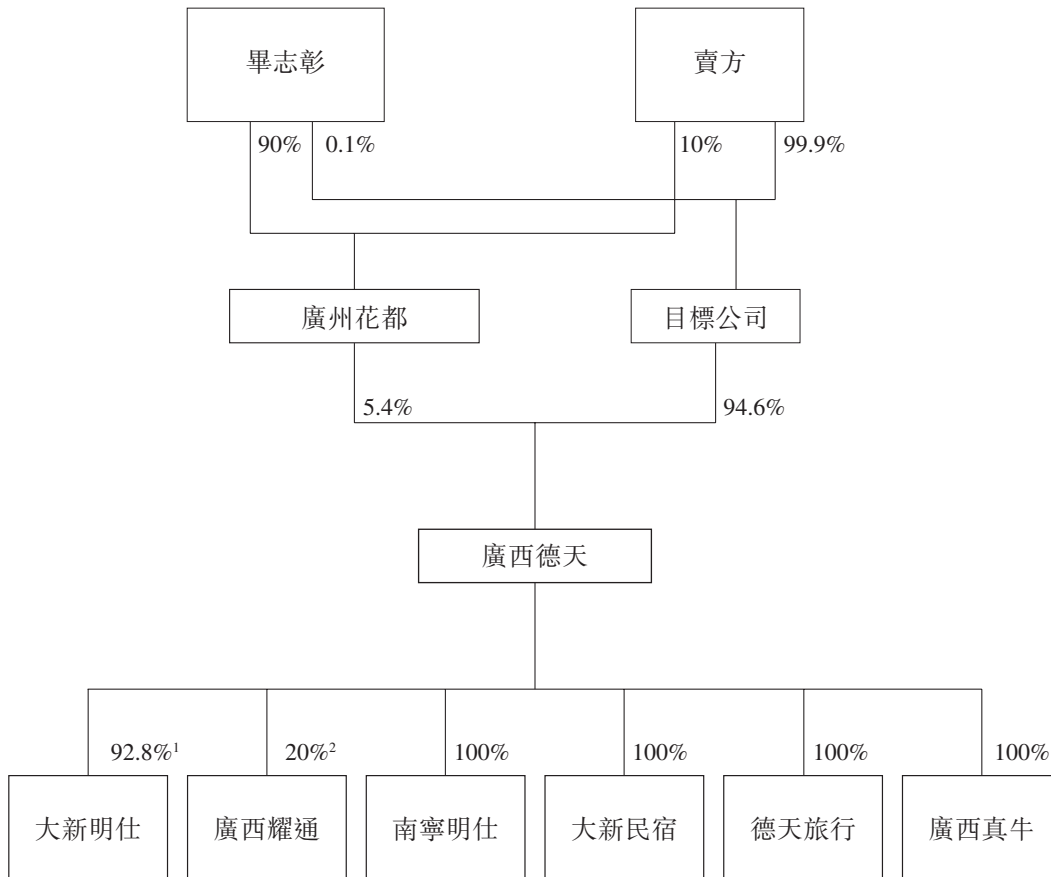 畢志彰
賣方
90%
0.1%
10%
99.9%
廣州花都
目標公司
5.4%
94.6%
廣西德天
92.8%1
20%2
100%
100%
100%
100%
大新明仕
廣西耀通
南寧明仕
大新民宿
德天旅行
廣西真牛